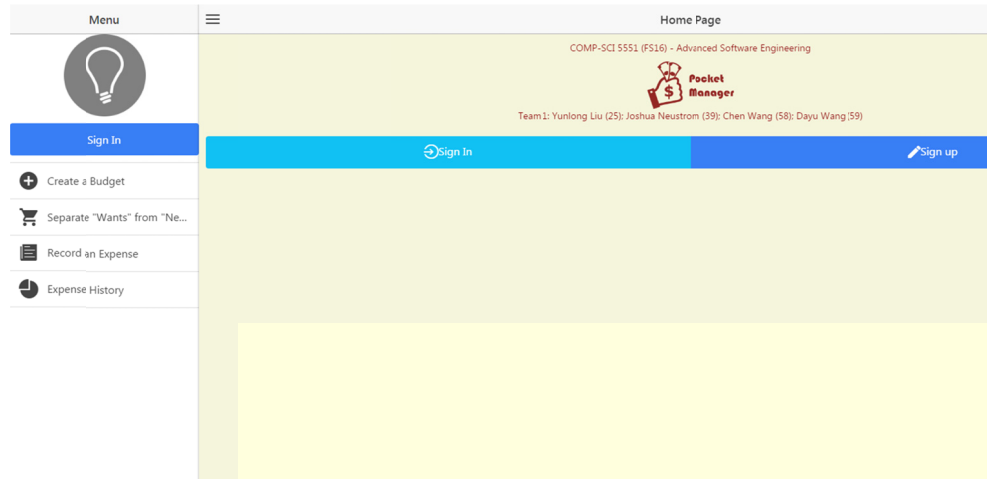 Menu
Home Page
COMP-SCI 5551 (FS16) - Advanced Software Engineering
Pocket
Manager
Team1: Yunlong Liu (25); Joshua Neustrom (39); Chen Wang (58); Dayu Wang (59)
Sign In
Sign In
Sign up
Create a Budget
Separate "Wants" from "Ne...
Record an Expense
Expense History